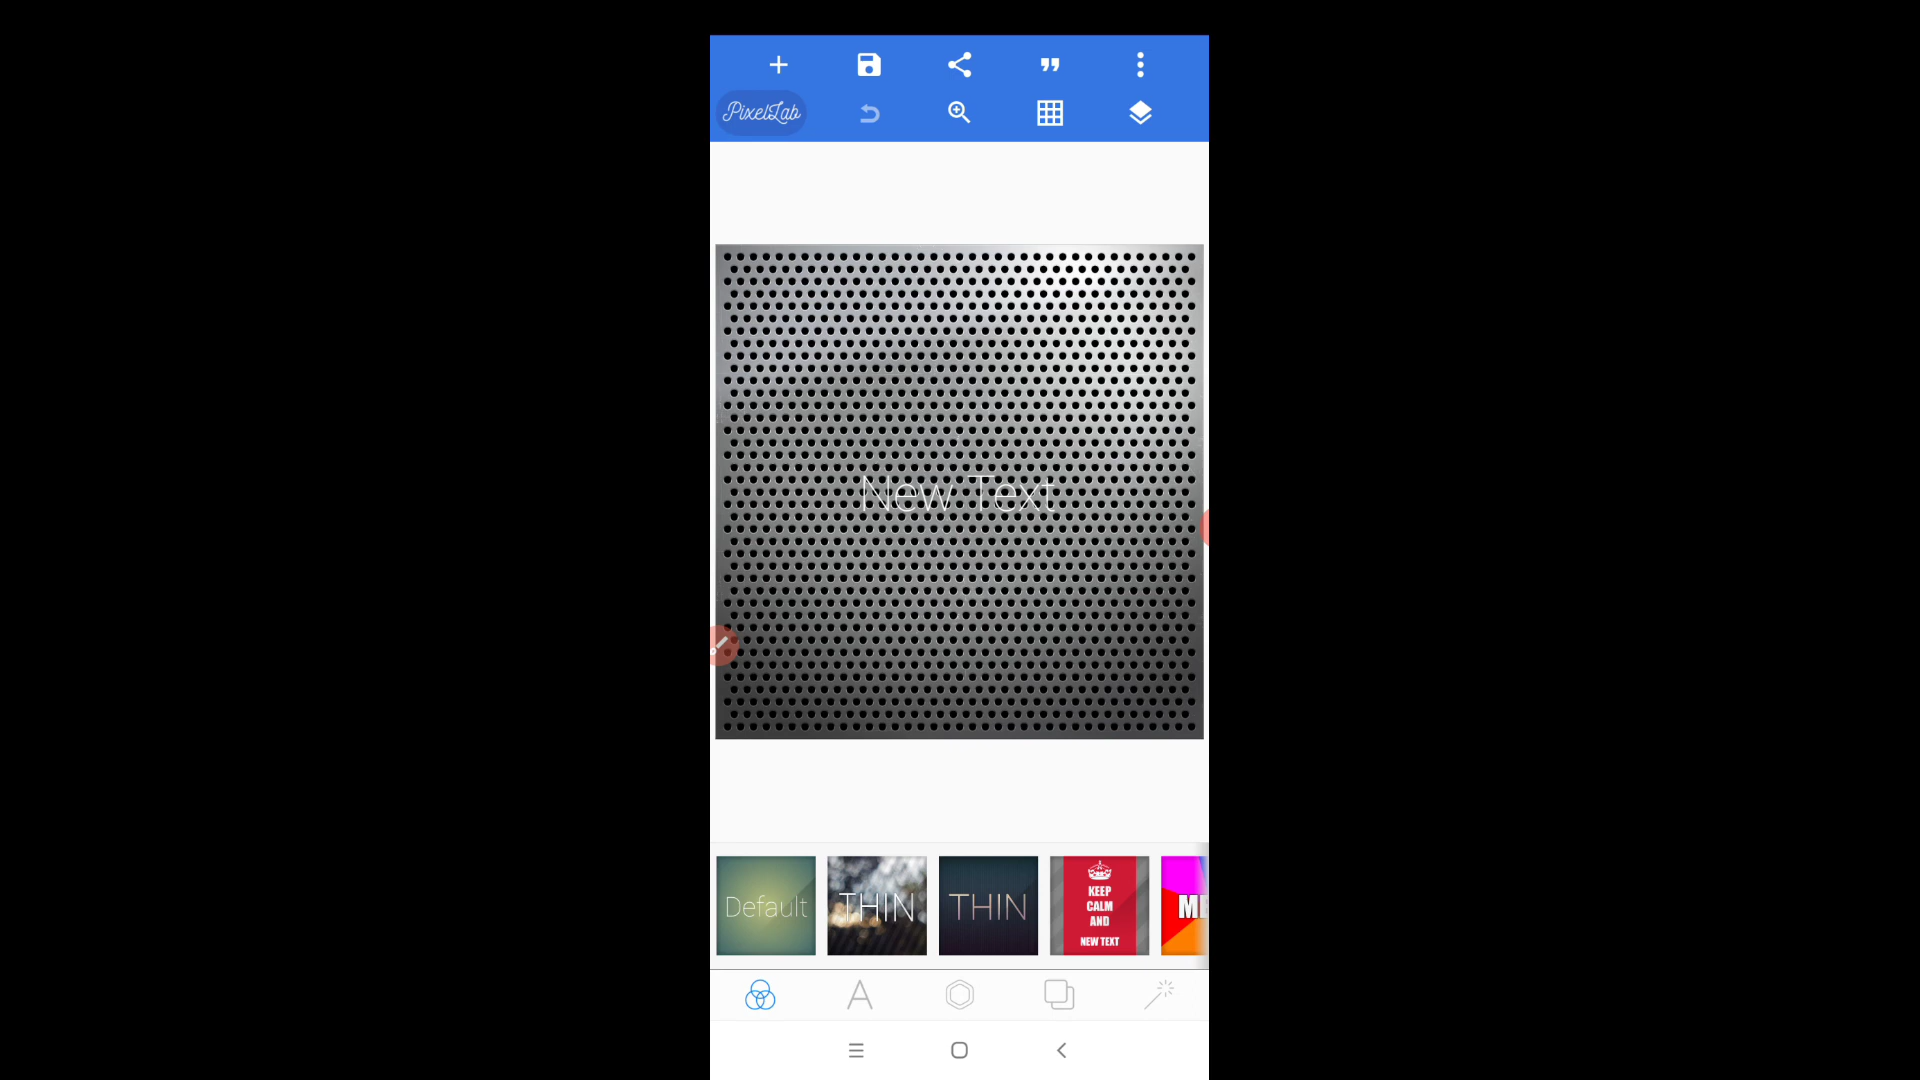 PixelLab
New Text
Default
THIN
THIN
KEEP
CALM
AND
NEW TEXT